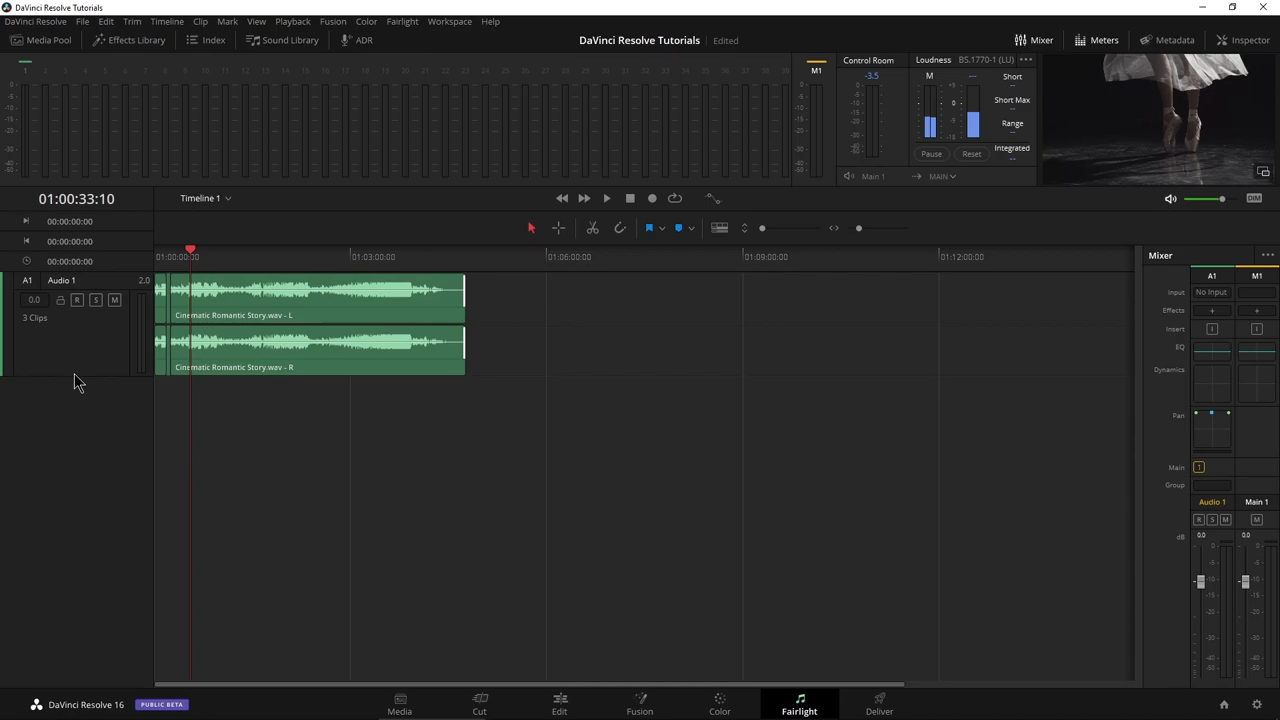 DaVinci Resolve Tutorials
DaVinci Resolve File Edit Trim Timeline Clip Mark View Playback Fusion Color Fairlight Workspace Help
Media Pool Effects Library Index Sound Library ADR DaVinci Resolve Tutorials Edited Mixer Meters Metadata Inspector
M1 Control Room Loudness BS.1770-1 (LU)
-3.5 M Short
Short Max
Range
Integrated
Pause Reset
Main 1 MAIN
01:00:33:10 Timeline 1 DIM
00:00:00:00
00:00:00:00
00:00:00:00
01:00:00:00 01:03:00:00 01:06:00:00 01:09:00:00 01:12:00:00
Mixer
A1 Audio 1 2.0
0.0 R S M
3 Clips
Cinematic Romantic Story.wav - L
Cinematic Romantic Story.wav - R
A1 M1
Input No Input
Effects + +
Insert I I
EQ
Dynamics
Pan
Main 1
Group
Audio 1 Main 1
R S M M
dB 0.0 0.0
DaVinci Resolve 16 PUBLIC BETA Media Cut Edit Fusion Color Fairlight Deliver